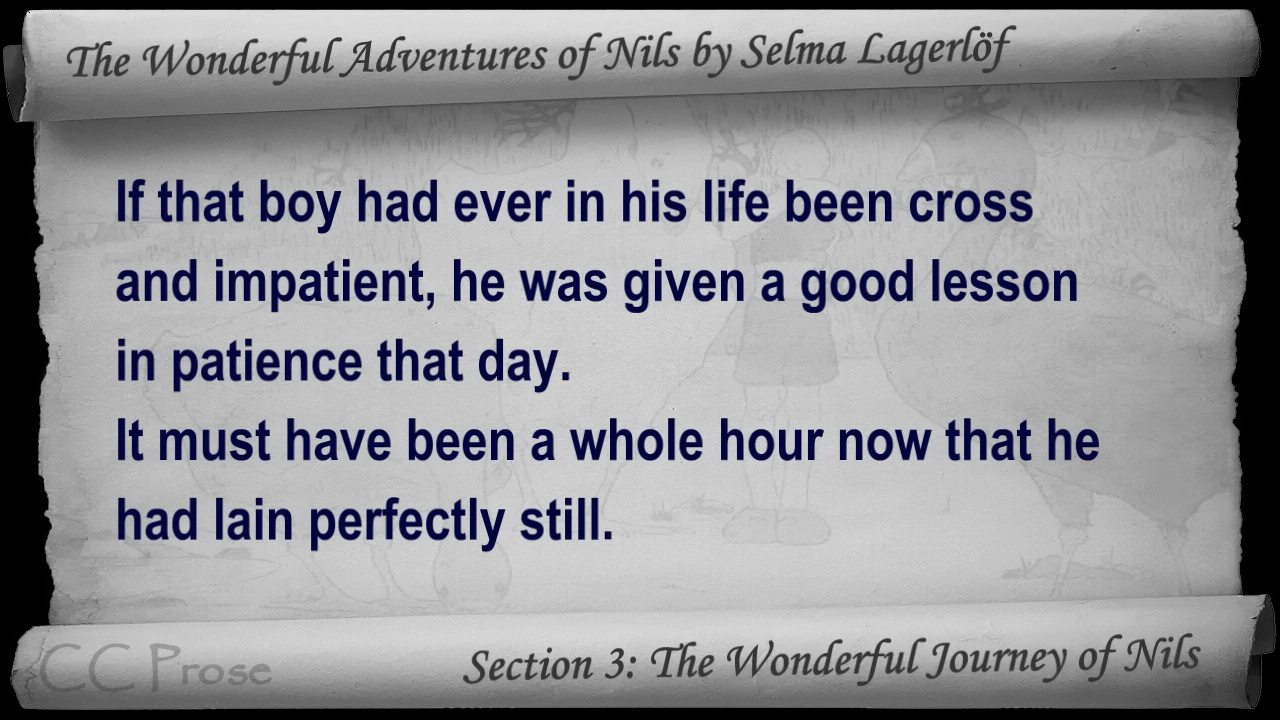 The Wonderful Adventures of Nils by Selma Lagerlöf
If that boy had ever in his life been cross
and impatient, he was given a good lesson
in patience that day.
It must have been a whole hour now that he
had lain perfectly still.
CC Prose
Section 3: The Wonderful Journey of Nils